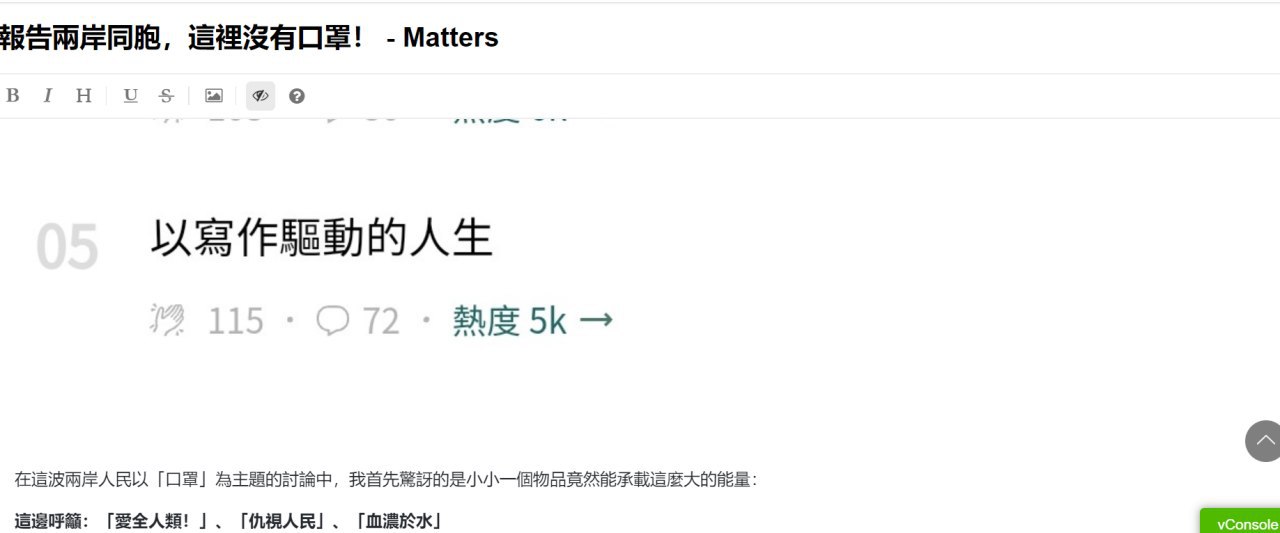 報告兩岸同胞，這裡沒有口罩！ - Matters
B I H U S
05 以寫作驅動的人生
115 · 72 · 熱度 5k →
在這波兩岸人民以「口罩」為主題的討論中，我首先驚訝的是小小一個物品竟然能承載這麼大的能量：
這邊呼籲：「愛全人類！」、「仇視人民」、「血濃於水」
vConsole